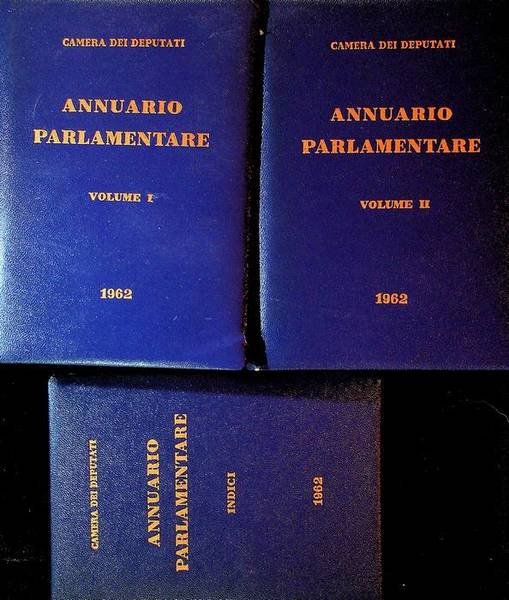 CAMERA DEI DEPUTATI
ANNUARIO
PARLAMENTARE
VOLUME I
1962
CAMERA DEI DEPUTATI
ANNUARIO
PARLAMENTARE
VOLUME II
1962
CAMERA DEI DEPUTATI
ANNUARIO
PARLAMENTARE
INDICI
1962